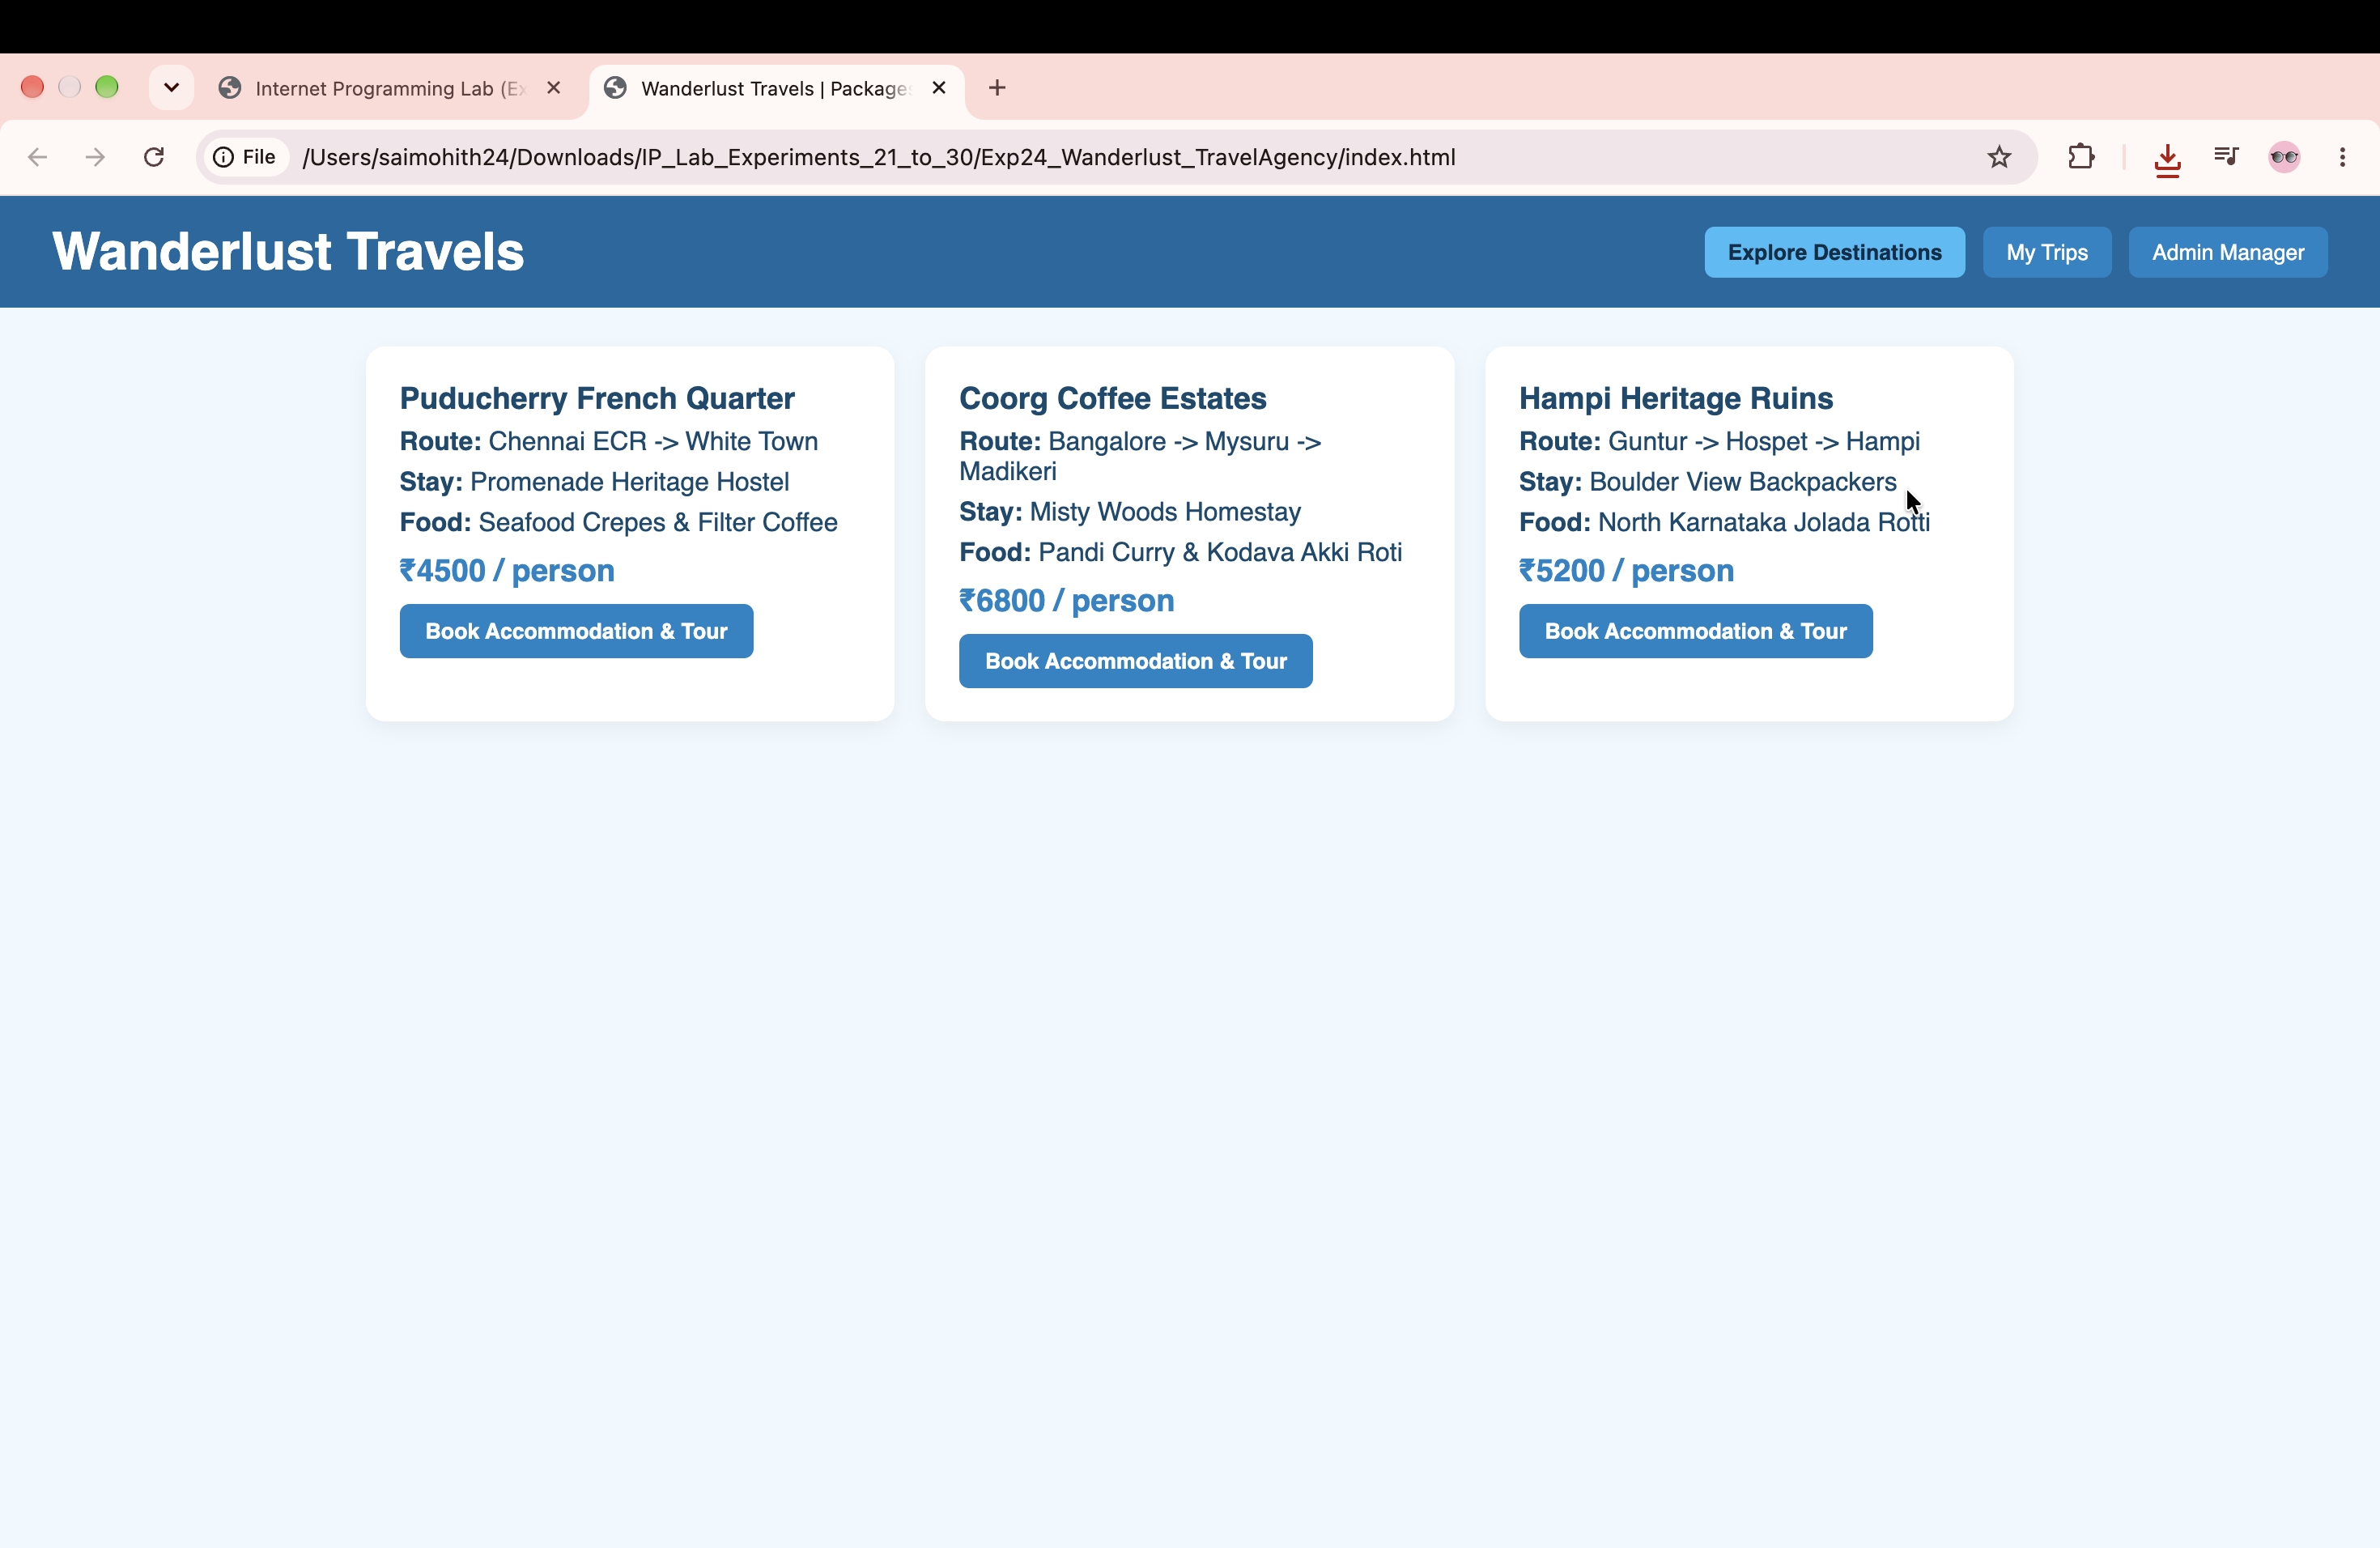 Internet Programming Lab (Ex
Wanderlust Travels | Package
File
/Users/saimohith24/Downloads/IP_Lab_Experiments_21_to_30/Exp24_Wanderlust_TravelAgency/index.html
Wanderlust Travels
Explore Destinations
My Trips
Admin Manager
Puducherry French Quarter
Route: Chennai ECR -> White Town
Stay: Promenade Heritage Hostel
Food: Seafood Crepes & Filter Coffee
₹4500 / person
Book Accommodation & Tour
Coorg Coffee Estates
Route: Bangalore -> Mysuru ->
Madikeri
Stay: Misty Woods Homestay
Food: Pandi Curry & Kodava Akki Roti
₹6800 / person
Book Accommodation & Tour
Hampi Heritage Ruins
Route: Guntur -> Hospet -> Hampi
Stay: Boulder View Backpackers
Food: North Karnataka Jolada Rotti
₹5200 / person
Book Accommodation & Tour